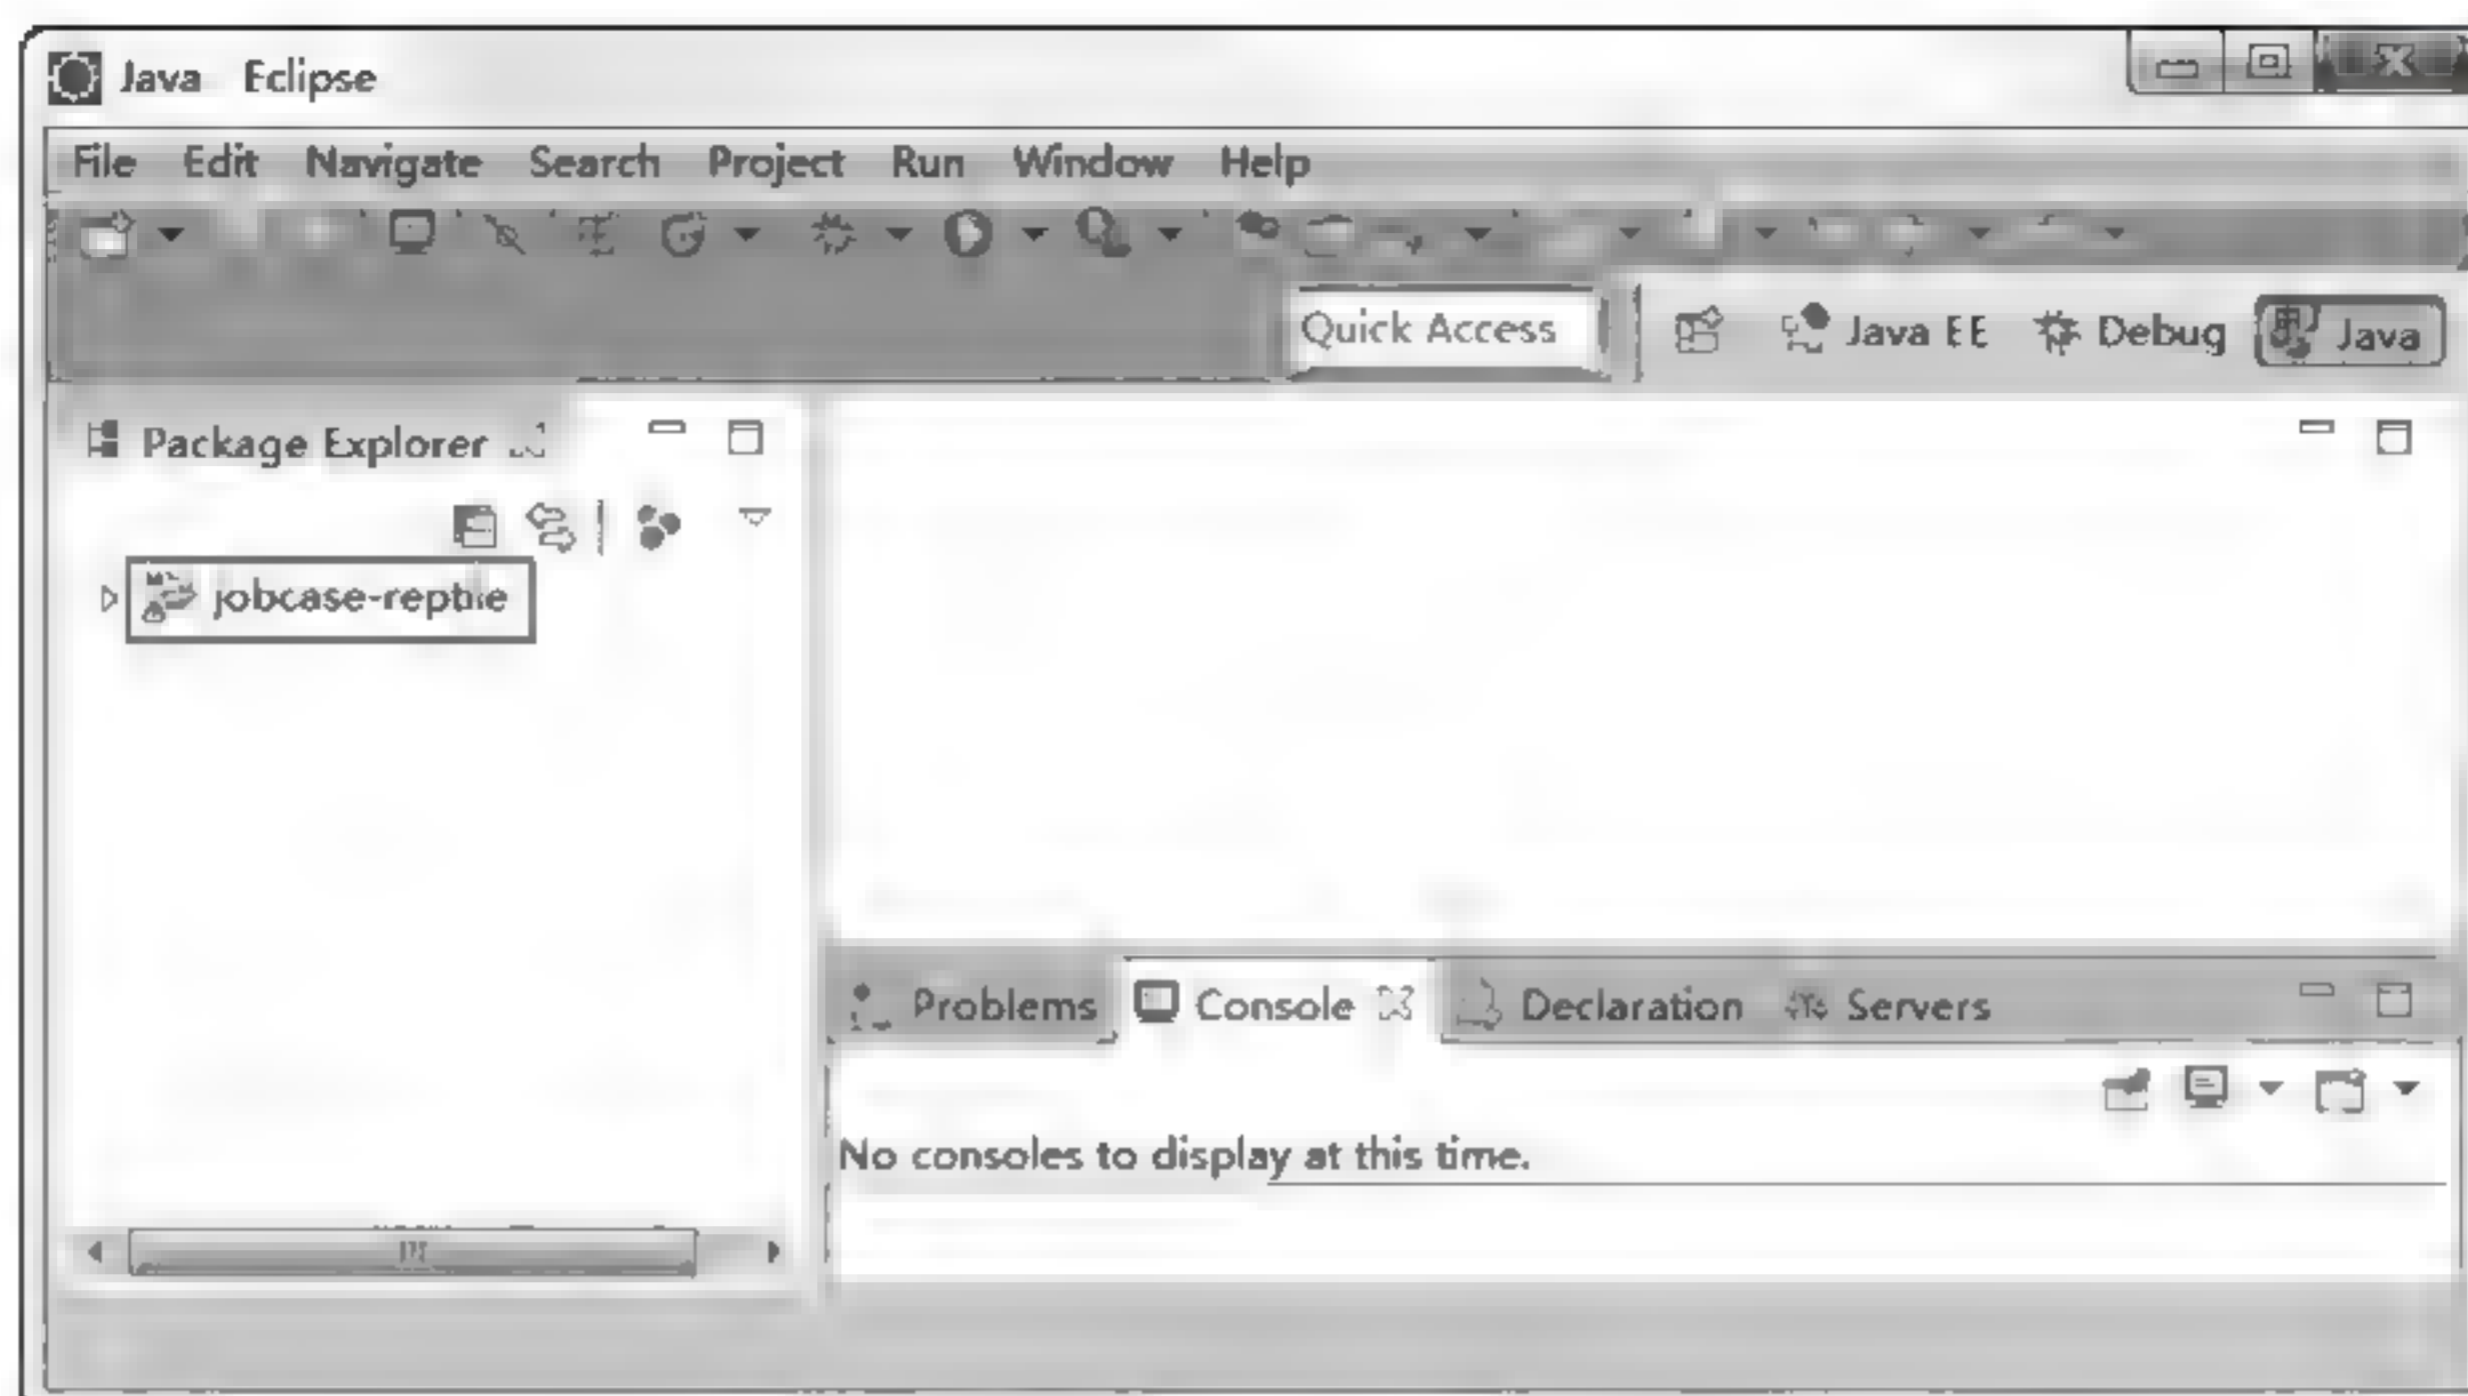 Java Eclipse
File Edit Navigate Search Project Run Window Help
Quick Access Java EE Debug Java
Package Explorer
jobcase-reptile
Problems Console Declaration Servers
No consoles to display at this time.